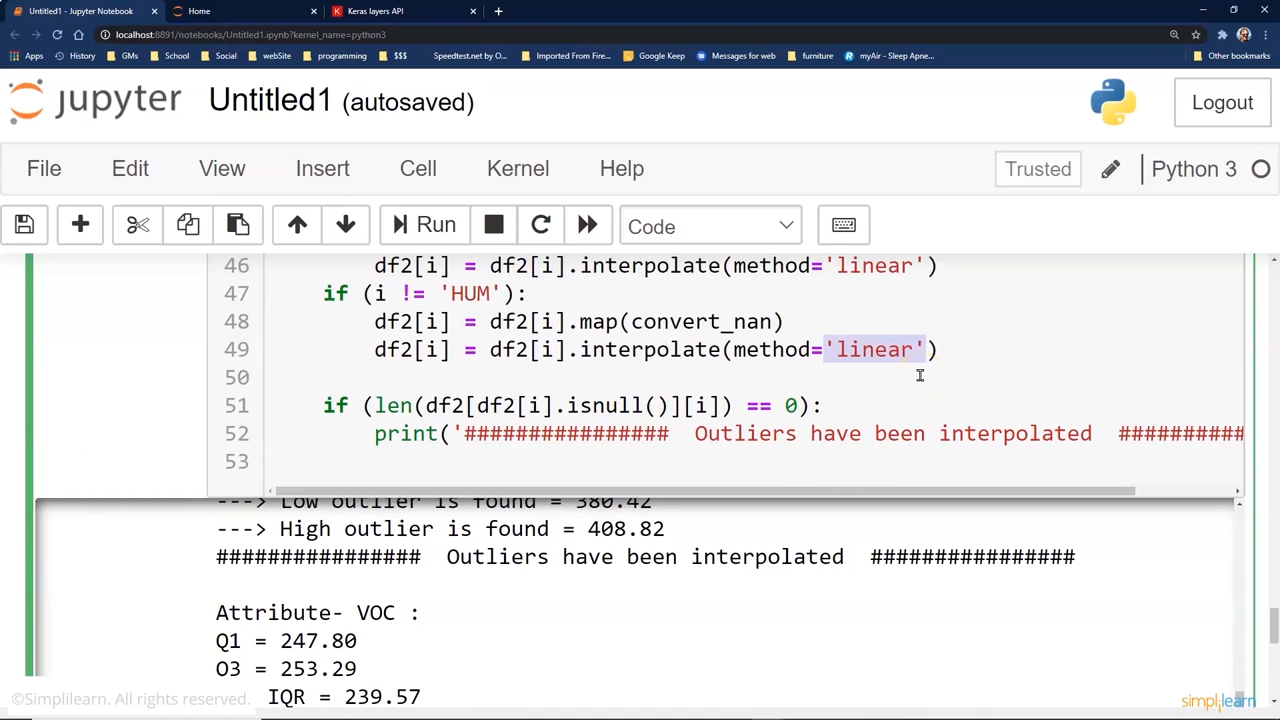 Untitled1 - Jupyter Notebook
Home
Keras layers API
localhost:8891/notebooks/Untitled1.ipynb?kernel_name=python3
Apps
History
GMs
School
Social
webSite
programming
$$$
Speedtest.net by O...
Imported From Fire...
Google Keep
Messages for web
furniture
myAir - Sleep Apne...
Other bookmarks
jupyter Untitled1 (autosaved)
Logout
File Edit View Insert Cell Kernel Help
Trusted
Python 3
Run
Code
46 df2[i] = df2[i].interpolate(method='linear')
47 if (i != 'HUM'):
48 df2[i] = df2[i].map(convert_nan)
49 df2[i] = df2[i].interpolate(method='linear')
50
51 if (len(df2[df2[i].isnull()][i]) == 0):
52 print('################ Outliers have been interpolated ##########
53
---> Low outlier is found = 380.42
---> High outlier is found = 408.82
################ Outliers have been interpolated ################
Attribute- VOC :
Q1 = 247.80
Q3 = 253.29
IQR = 239.57
©Simplilearn. All rights reserved.
simplilearn